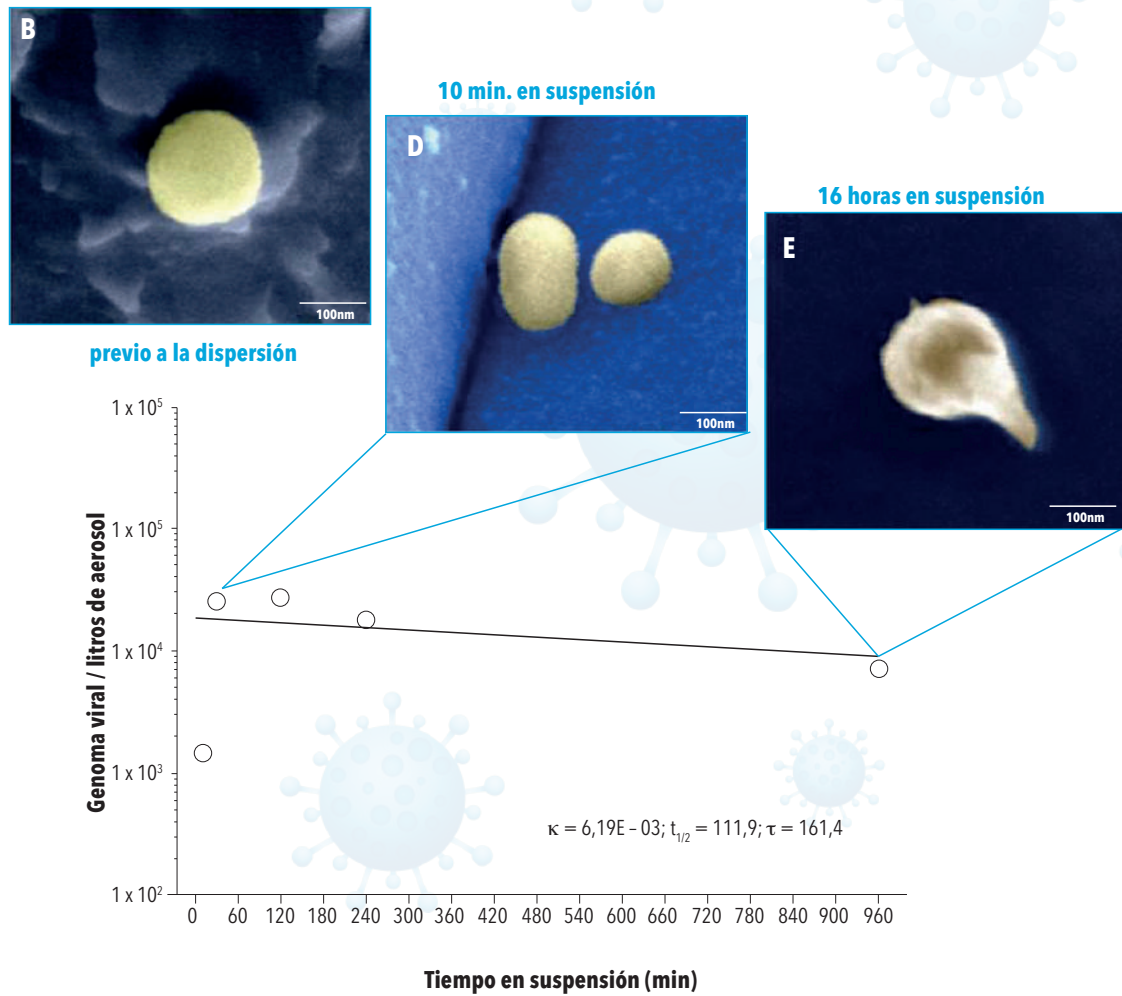 B
100nm
previo a la dispersión
10 min. en suspensión
D
100nm
16 horas en suspensión
E
100nm
Genoma viral / litros de aerosol
1 x 10⁵
1 x 10⁵
1 x 10⁴
1 x 10³
1 x 10²
κ = 6,19E – 03; t₁/₂ = 111,9; τ = 161,4
0 60 120 180 240 300 360 420 480 540 600 660 720 780 840 900 960
Tiempo en suspensión (min)